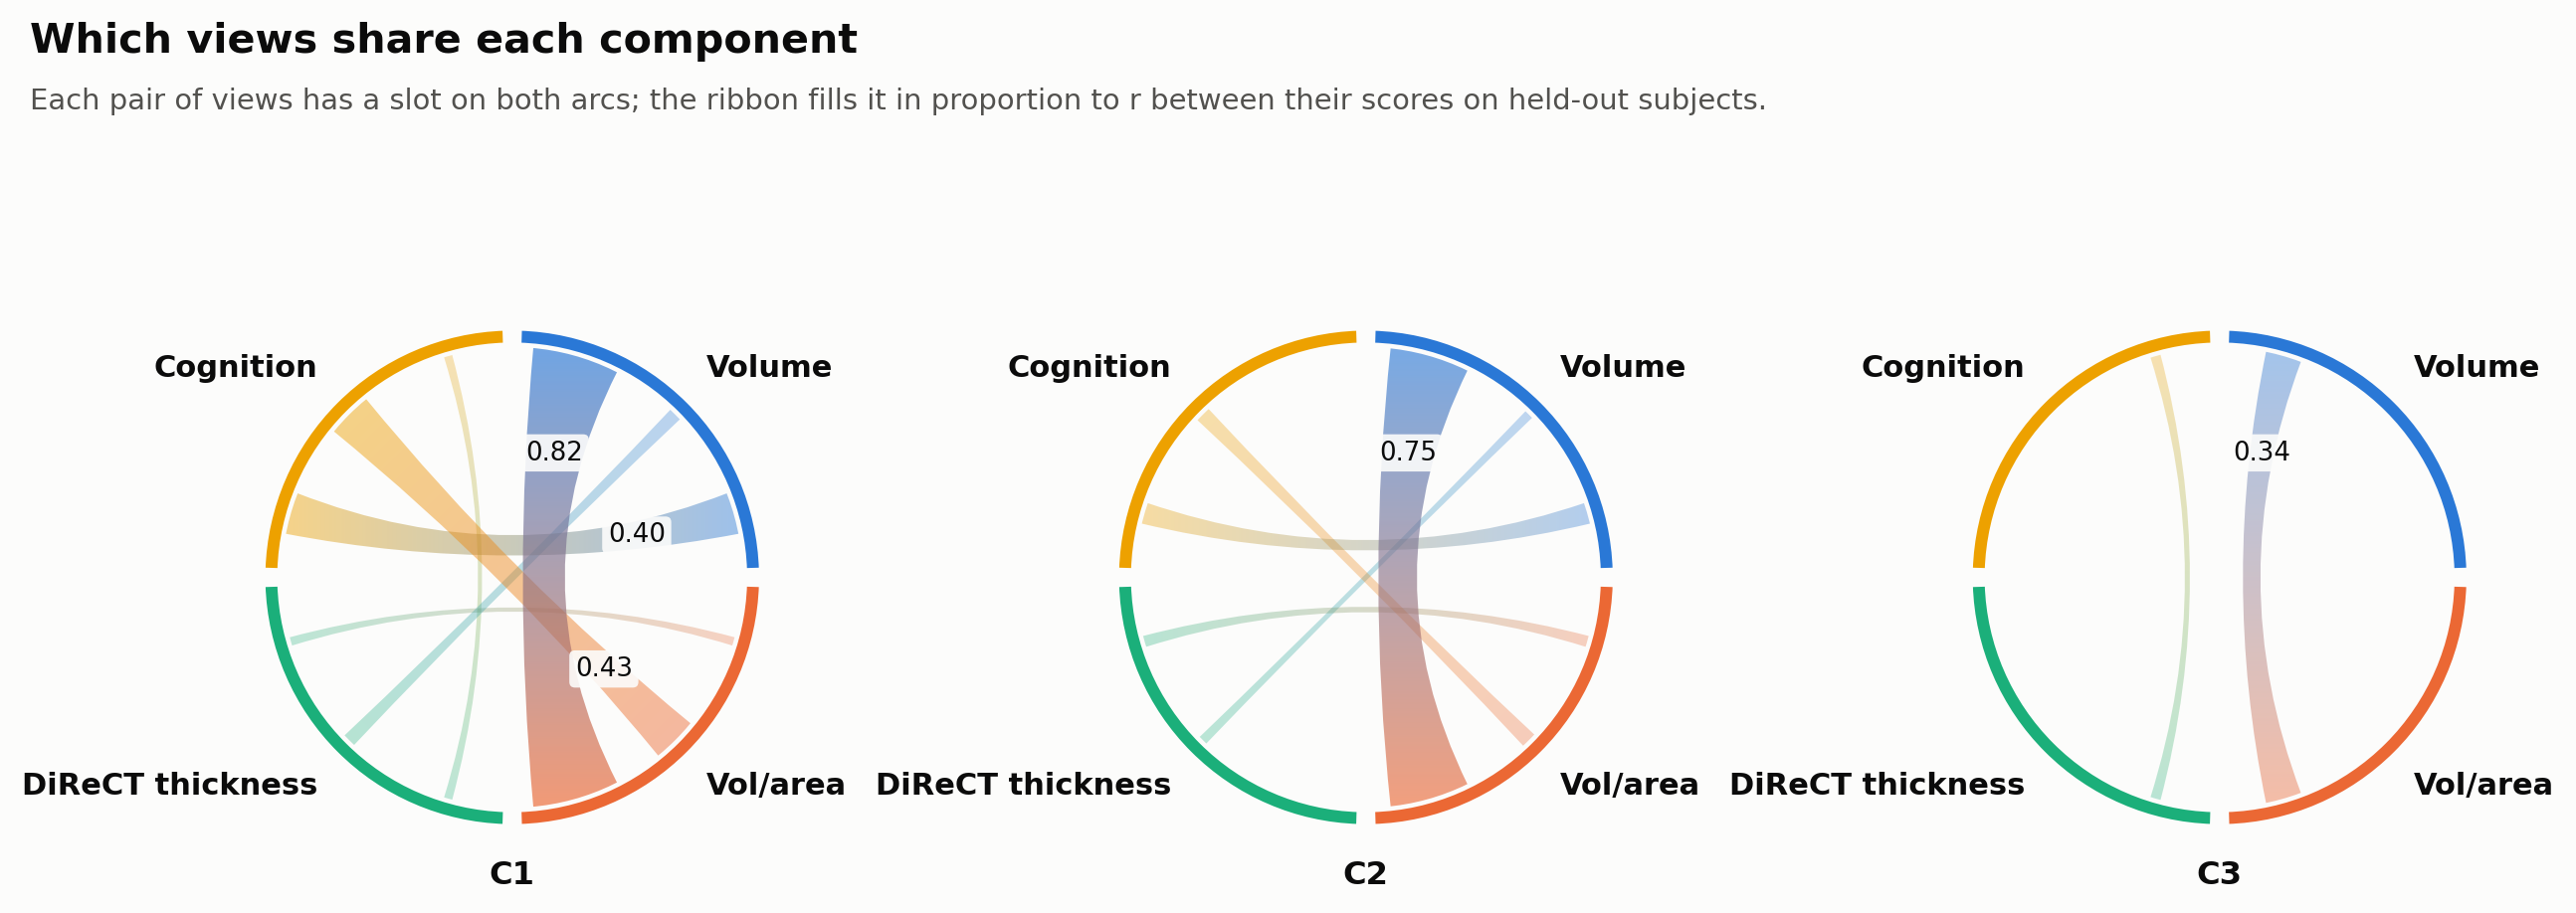 Which views share each component
Each pair of views has a slot on both arcs; the ribbon fills it in proportion to r between their scores on held-out subjects.
Cognition
Volume
0.82
0.40
0.43
DiReCT thickness
Vol/area
C1
Cognition
Volume
0.75
DiReCT thickness
Vol/area
C2
Cognition
Volume
0.34
DiReCT thickness
Vol/area
C3